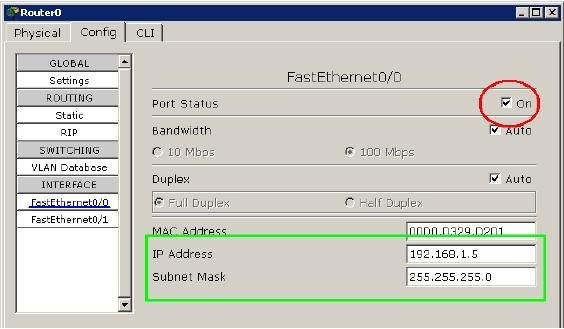 Router0
Physical Config CLI
GLOBAL
Settings
ROUTING
Static
RIP
SWITCHING
VLAN Database
INTERFACE
FastEthernet0/0
FastEthernet0/1
FastEthernet0/0
Port Status On
Bandwidth Auto
10 Mbps 100 Mbps
Duplex Auto
Full Duplex Half Duplex
MAC Address 00D0.D329.D201
IP Address 192.168.1.5
Subnet Mask 255.255.255.0